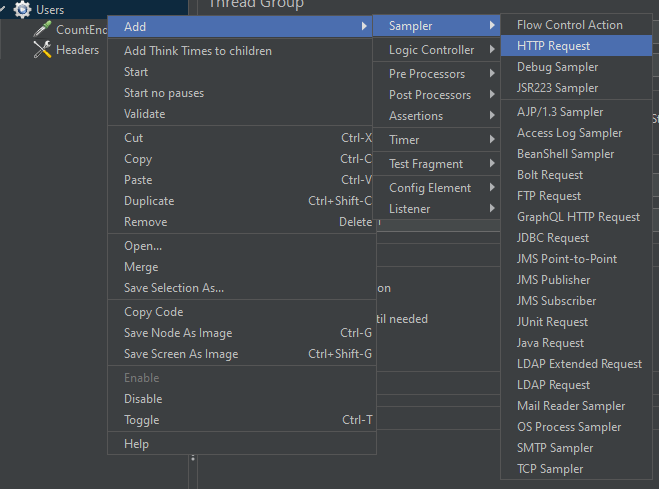 Users
Thread Group
CountEnd
Headers
Add
Add Think Times to children
Start
Start no pauses
Validate
Cut Ctrl-X
Copy Ctrl-C
Paste Ctrl-V
Duplicate Ctrl+Shift-C
Remove Delete
Open...
Merge
Save Selection As...
Copy Code
Save Node As Image Ctrl-G
Save Screen As Image Ctrl+Shift-G
Enable
Disable
Toggle Ctrl-T
Help
Sampler
Logic Controller
Pre Processors
Post Processors
Assertions
Timer
Test Fragment
Config Element
Listener
on
til needed
Flow Control Action
HTTP Request
Debug Sampler
JSR223 Sampler
AJP/1.3 Sampler
Access Log Sampler
BeanShell Sampler
Bolt Request
FTP Request
GraphQL HTTP Request
JDBC Request
JMS Point-to-Point
JMS Publisher
JMS Subscriber
JUnit Request
Java Request
LDAP Extended Request
LDAP Request
Mail Reader Sampler
OS Process Sampler
SMTP Sampler
TCP Sampler